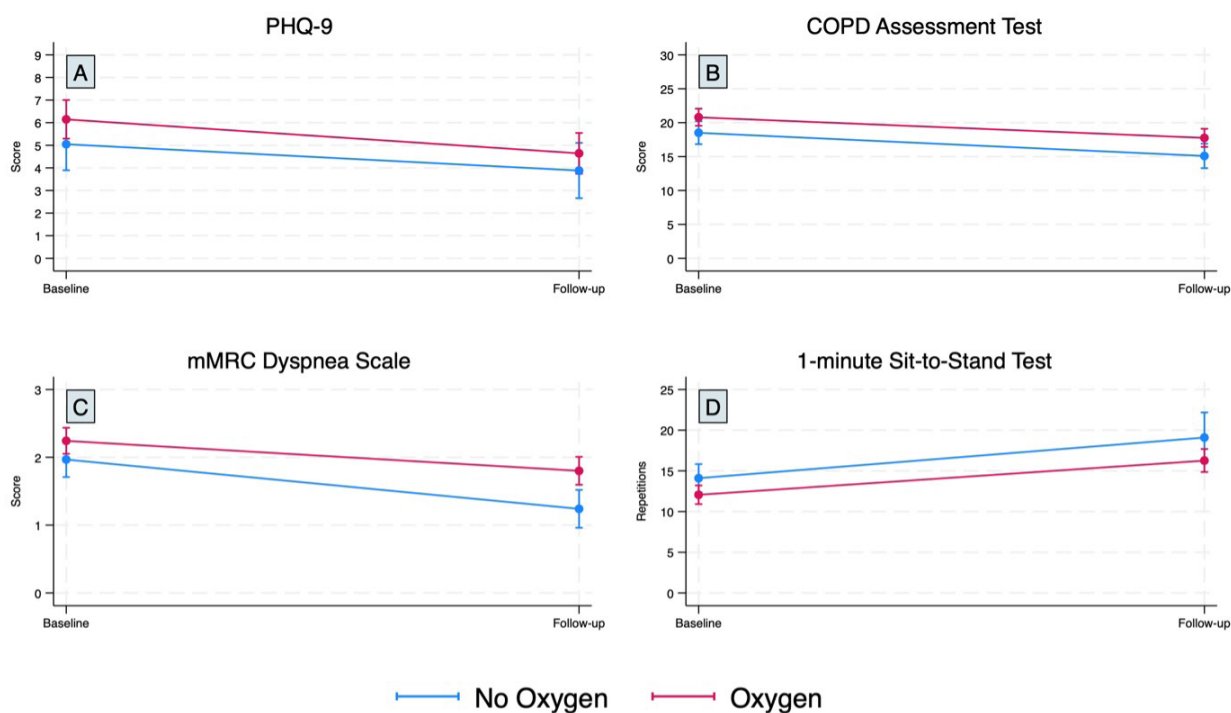 PHQ-9
A
9
8
7
6
5
4
3
2
1
0
Score
Baseline Follow-up
COPD Assessment Test
B
30
25
20
15
10
5
0
Score
Baseline Follow-up
mMRC Dyspnea Scale
C
3
2
1
0
Score
Baseline Follow-up
1-minute Sit-to-Stand Test
D
25
20
15
10
5
0
Repetitions
Baseline Follow-up
No Oxygen Oxygen